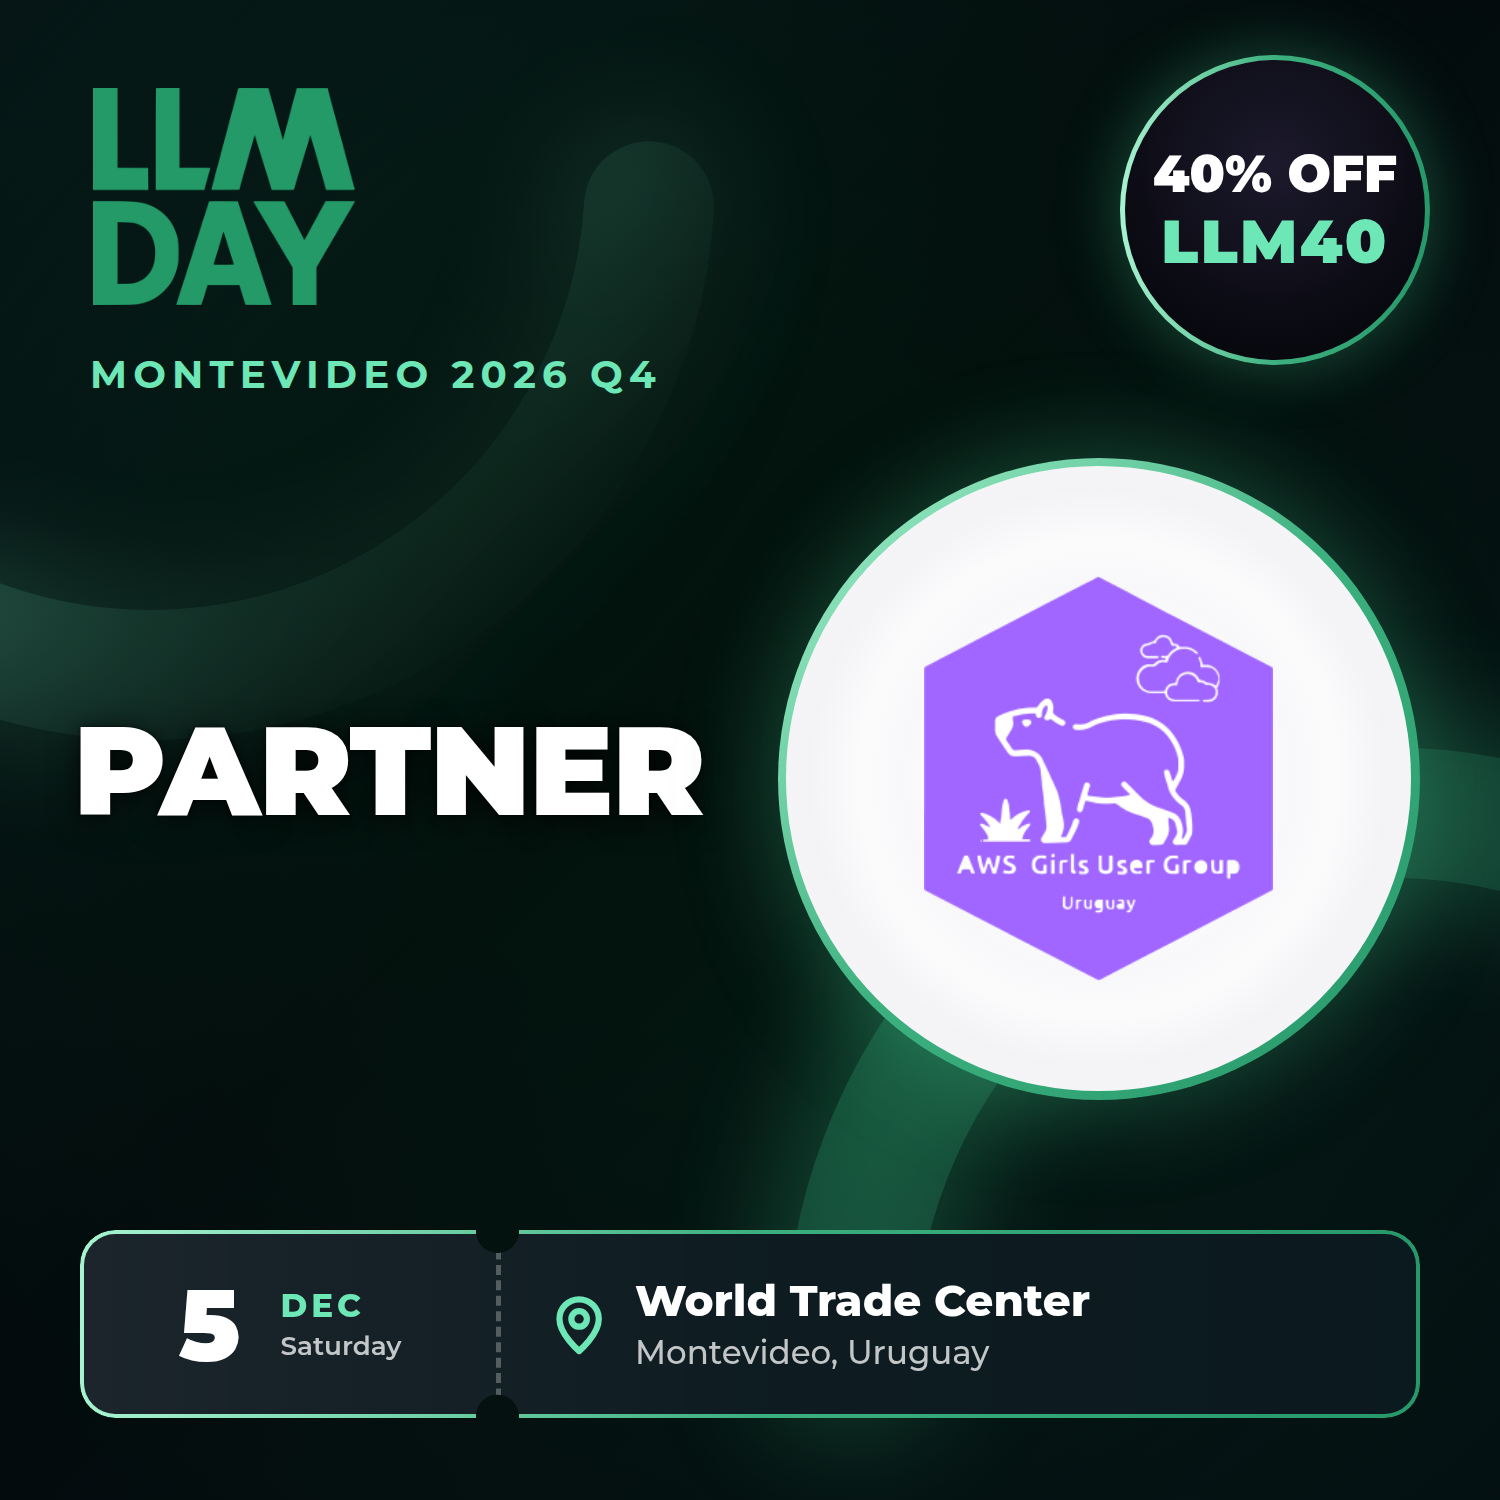 LLM
DAY
MONTEVIDEO 2026 Q4
40% OFF
LLM40
PARTNER
AWS Girls User Group
Uruguay
5
DEC
Saturday
World Trade Center
Montevideo, Uruguay